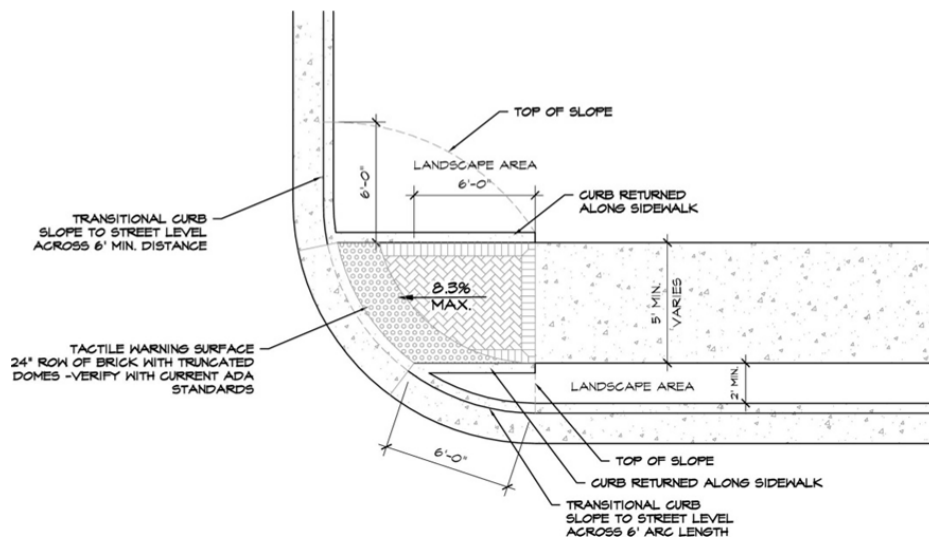 TOP OF SLOPE
LANDSCAPE AREA
6'-0"
6'-0"
CURB RETURNED
ALONG SIDEWALK
TRANSITIONAL CURB
SLOPE TO STREET LEVEL
ACROSS 6' MIN. DISTANCE
8.3%
MAX.
5' MIN.
VARIES
TACTILE WARNING SURFACE
24" ROW OF BRICK WITH TRUNCATED
DOMES -VERIFY WITH CURRENT ADA
STANDARDS
LANDSCAPE AREA
2' MIN.
6'-0"
TOP OF SLOPE
CURB RETURNED ALONG SIDEWALK
TRANSITIONAL CURB
SLOPE TO STREET LEVEL
ACROSS 6' ARC LENGTH